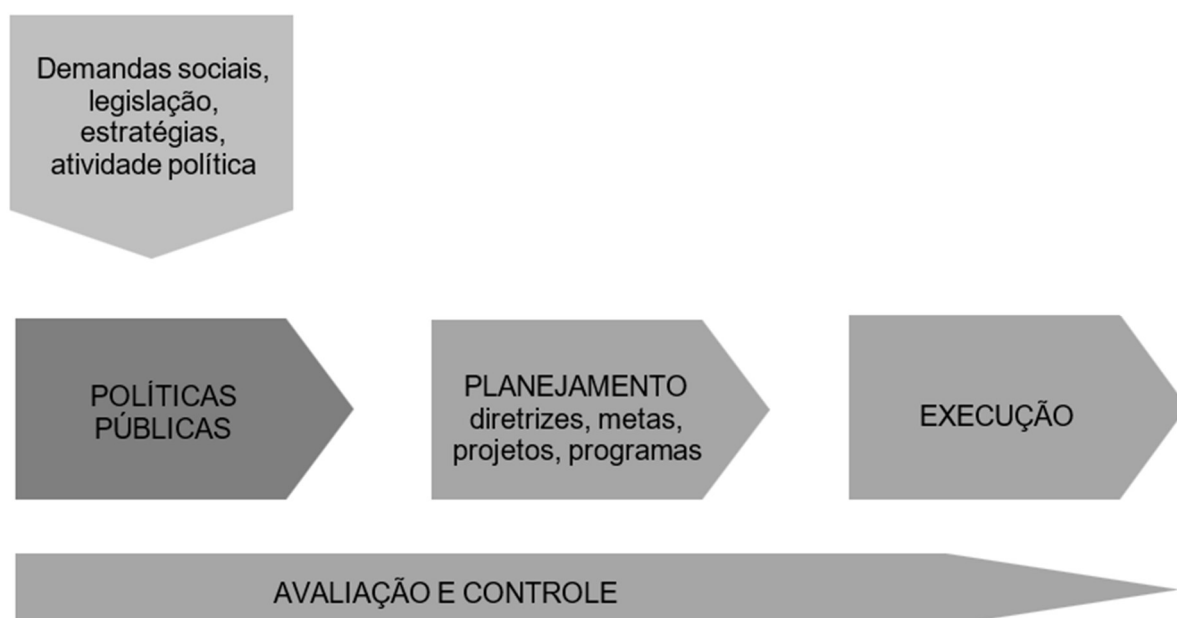 Demandas sociais,
legislação,
estratégias,
atividade política
POLÍTICAS
PÚBLICAS
PLANEJAMENTO
diretrizes, metas,
projetos, programas
EXECUÇÃO
AVALIAÇÃO E CONTROLE